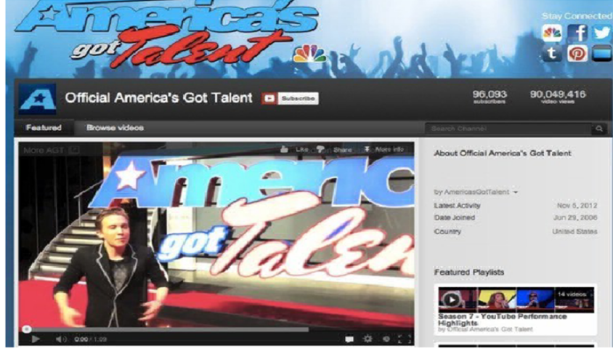 America's
got Talent
Stay Connected
Official America's Got Talent
Subscribe
96,093
subscribers
90,049,416
video views
Featured
Browse videos
Search Channel
More AGT
Like
Share
More info
America
got Talen
0:00 / 1:09
About Official America's Got Talent
by AmericasGotTalent
Latest Activity
Nov 6, 2012
Date Joined
Jun 29, 2006
Country
United States
Featured Playlists
14 videos
Season 7 - YouTube Performance
Highlights
by Official America's Got Talent